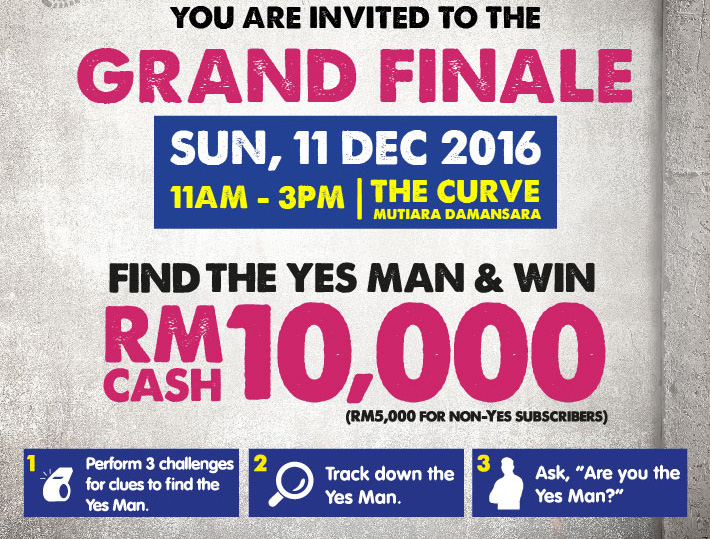 YOU ARE INVITED TO THE
GRAND FINALE
SUN, 11 DEC 2016
11AM - 3PM | THE CURVE
MUTIARA DAMANSARA
FIND THE YES MAN & WIN
RM
CASH
10,000
(RM5,000 FOR NON-YES SUBSCRIBERS)
1
Perform 3 challenges
for clues to find the
Yes Man.
2
Track down the
Yes Man.
3
Ask, “Are you the
Yes Man?”